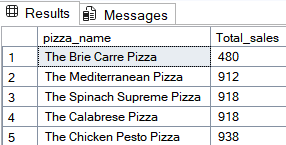 Results Messages
pizza_name Total_sales
1 The Brie Carre Pizza 480
2 The Mediterranean Pizza 912
3 The Spinach Supreme Pizza 918
4 The Calabrese Pizza 918
5 The Chicken Pesto Pizza 938